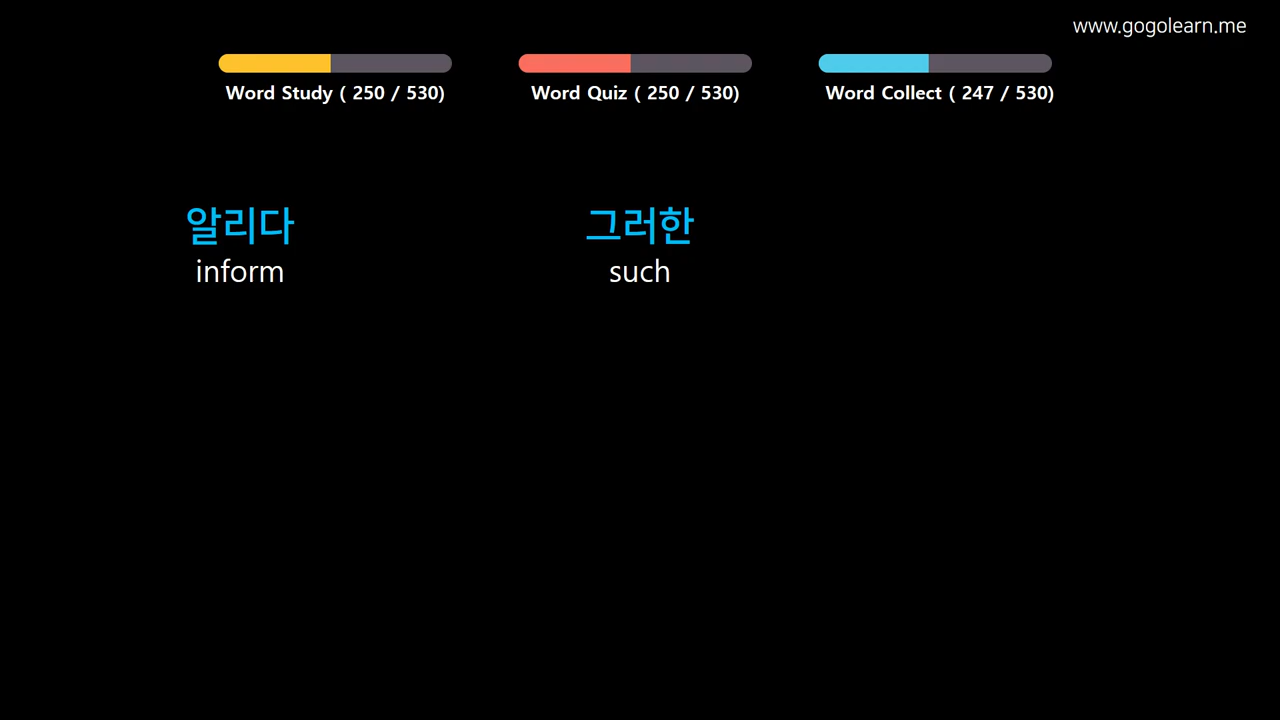 www.gogolearn.me
Word Study ( 250 / 530)
Word Quiz ( 250 / 530)
Word Collect ( 247 / 530)
알리다
inform
그러한
such